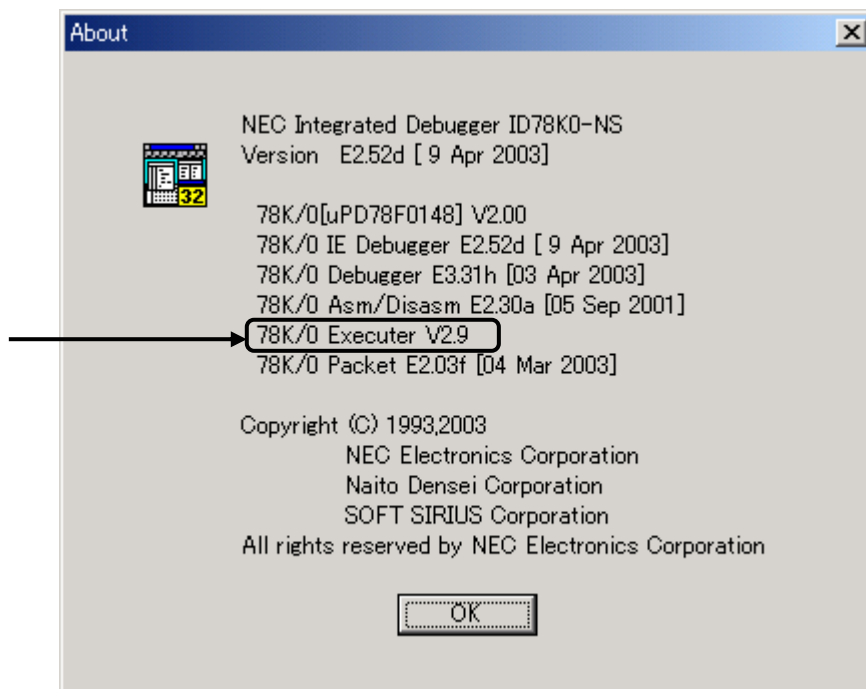 About
NEC Integrated Debugger ID78K0-NS
Version E2.52d [ 9 Apr 2003]
32
78K/0[uPD78F0148] V2.00
78K/0 IE Debugger E2.52d [ 9 Apr 2003]
78K/0 Debugger E3.31h [03 Apr 2003]
78K/0 Asm/Disasm E2.30a [05 Sep 2001]
78K/0 Executer V2.9
78K/0 Packet E2.03f [04 Mar 2003]
Copyright (C) 1993,2003
NEC Electronics Corporation
Naito Densei Corporation
SOFT SIRIUS Corporation
All rights reserved by NEC Electronics Corporation
OK